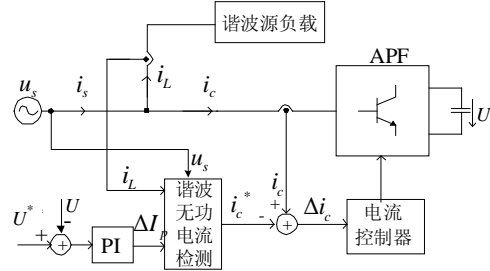 谐波源负载
APF
u_s
i_s
i_L
i_c
U
u_s
i_L
i_c
U^*
U
-
+
+
PI
ΔI_p
谐波
无功
电流
检测
i_c^*
+
-
+
Δi_c
电流
控制器